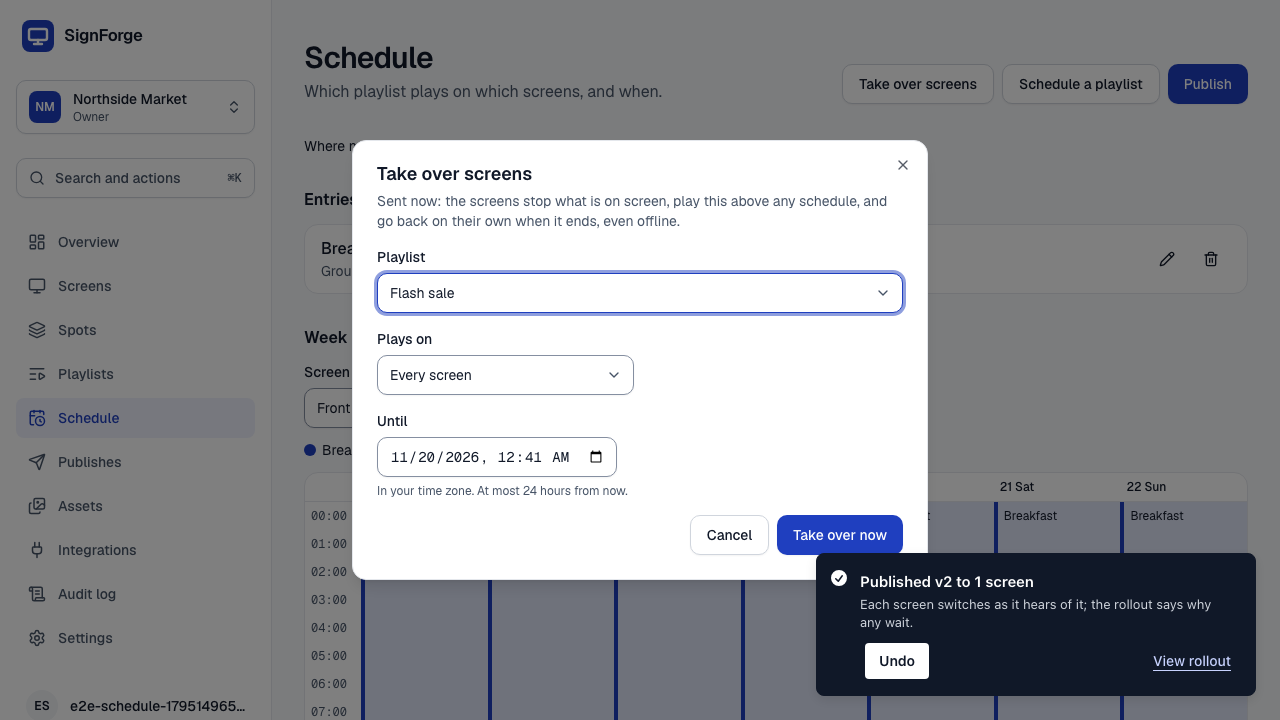 SignForge
NM
Northside Market
Owner
Search and actions
⌘K
Overview
Screens
Spots
Playlists
Schedule
Publishes
Assets
Integrations
Audit log
Settings
ES
e2e-schedule-179514965…
Schedule
Which playlist plays on which screens, and when.
Take over screens
Schedule a playlist
Publish
Where
Entries
Week
Screen
Front
Take over screens
Sent now: the screens stop what is on screen, play this above any schedule, and
go back on their own when it ends, even offline.
Playlist
Flash sale
Plays on
Every screen
Until
11/20/2026, 12:41 AM
In your time zone. At most 24 hours from now.
Cancel
Take over now
21 Sat
22 Sun
00:00
Breakfast
Breakfast
01:00
02:00
03:00
04:00
05:00
06:00
07:00
Published v2 to 1 screen
Each screen switches as it hears of it; the rollout says why
any wait.
Undo
View rollout